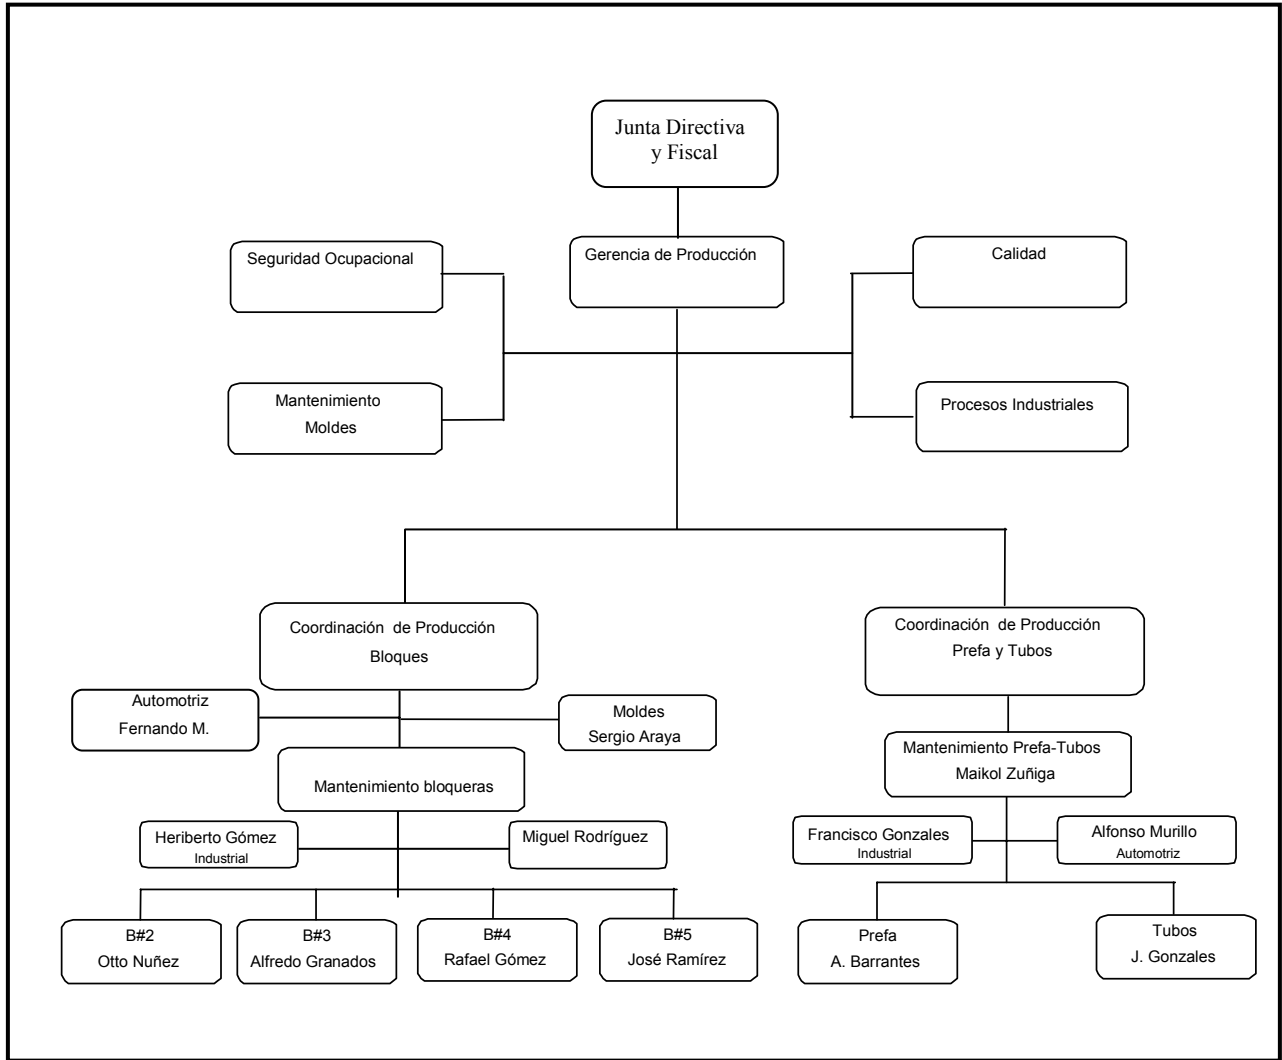 Junta Directiva
y Fiscal
Seguridad Ocupacional
Gerencia de Producción
Calidad
Mantenimiento
Moldes
Procesos Industriales
Coordinación de Producción
Bloques
Coordinación de Producción
Prefa y Tubos
Automotriz
Fernando M.
Moldes
Sergio Araya
Mantenimiento bloqueras
Mantenimiento Prefa-Tubos
Maikol Zuñiga
Heriberto Gómez
Industrial
Miguel Rodríguez
Francisco Gonzales
Industrial
Alfonso Murillo
Automotriz
B#2
Otto Nuñez
B#3
Alfredo Granados
B#4
Rafael Gómez
B#5
José Ramírez
Prefa
A. Barrantes
Tubos
J. Gonzales